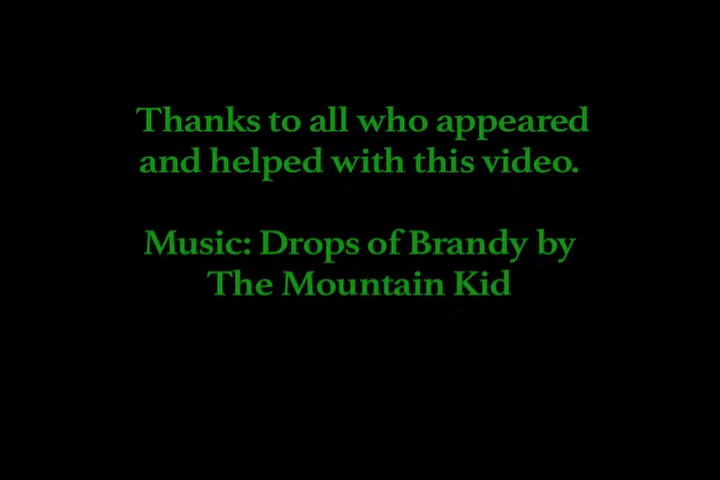 Thanks to all who appeared
and helped with this video.
Music: Drops of Brandy by
The Mountain Kid